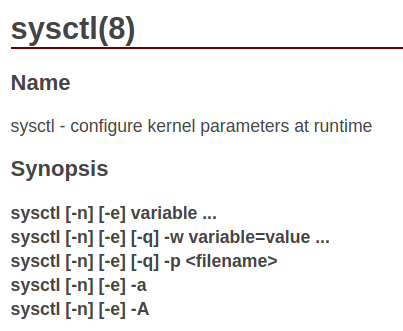 sysctl(8)
Name
sysctl - configure kernel parameters at runtime
Synopsis
sysctl [-n] [-e] variable ...
sysctl [-n] [-e] [-q] -w variable=value ...
sysctl [-n] [-e] [-q] -p <filename>
sysctl [-n] [-e] -a
sysctl [-n] [-e] -A